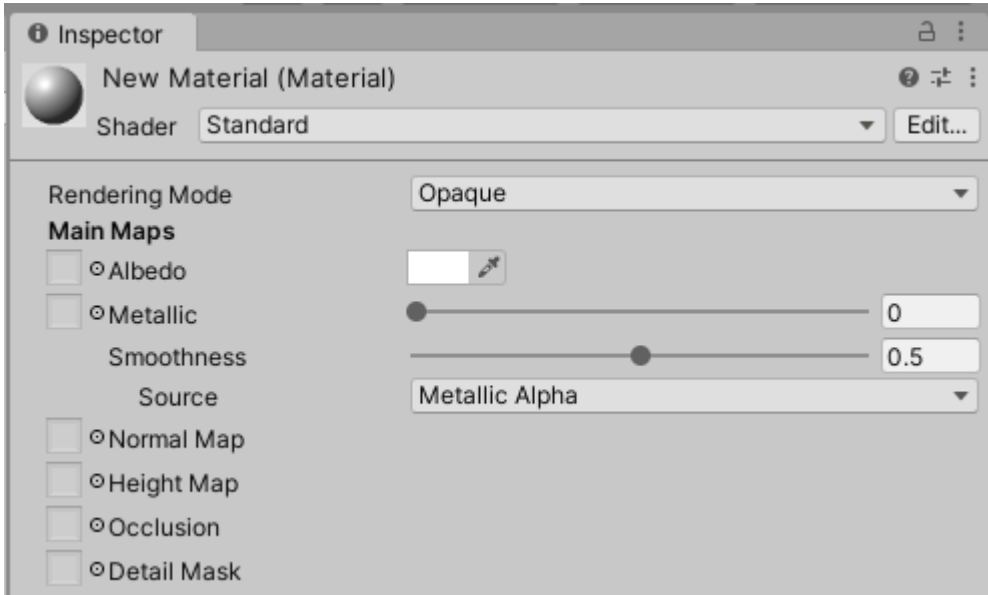 Inspector
New Material (Material)
Shader Standard Edit...
Rendering Mode Opaque
Main Maps
Albedo
Metallic 0
Smoothness 0.5
Source Metallic Alpha
Normal Map
Height Map
Occlusion
Detail Mask